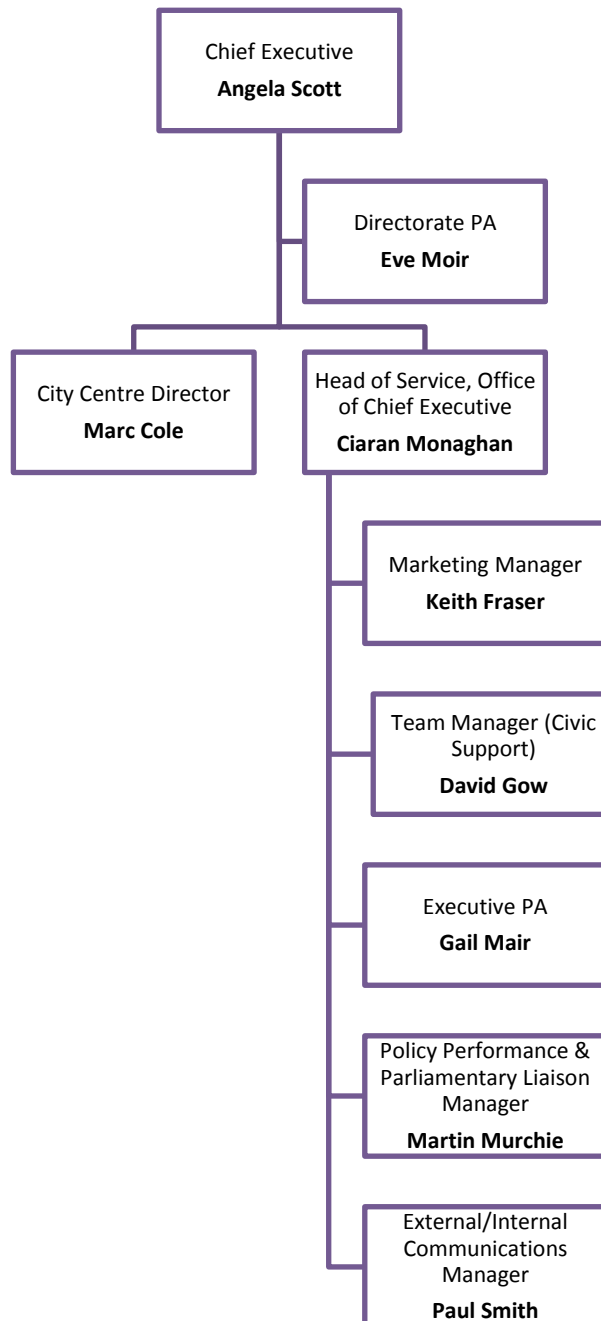 Chief Executive
Angela Scott
Directorate PA
Eve Moir
City Centre Director
Marc Cole
Head of Service, Office
of Chief Executive
Ciaran Monaghan
Marketing Manager
Keith Fraser
Team Manager (Civic
Support)
David Gow
Executive PA
Gail Mair
Policy Performance &
Parliamentary Liaison
Manager
Martin Murchie
External/Internal
Communications
Manager
Paul Smith